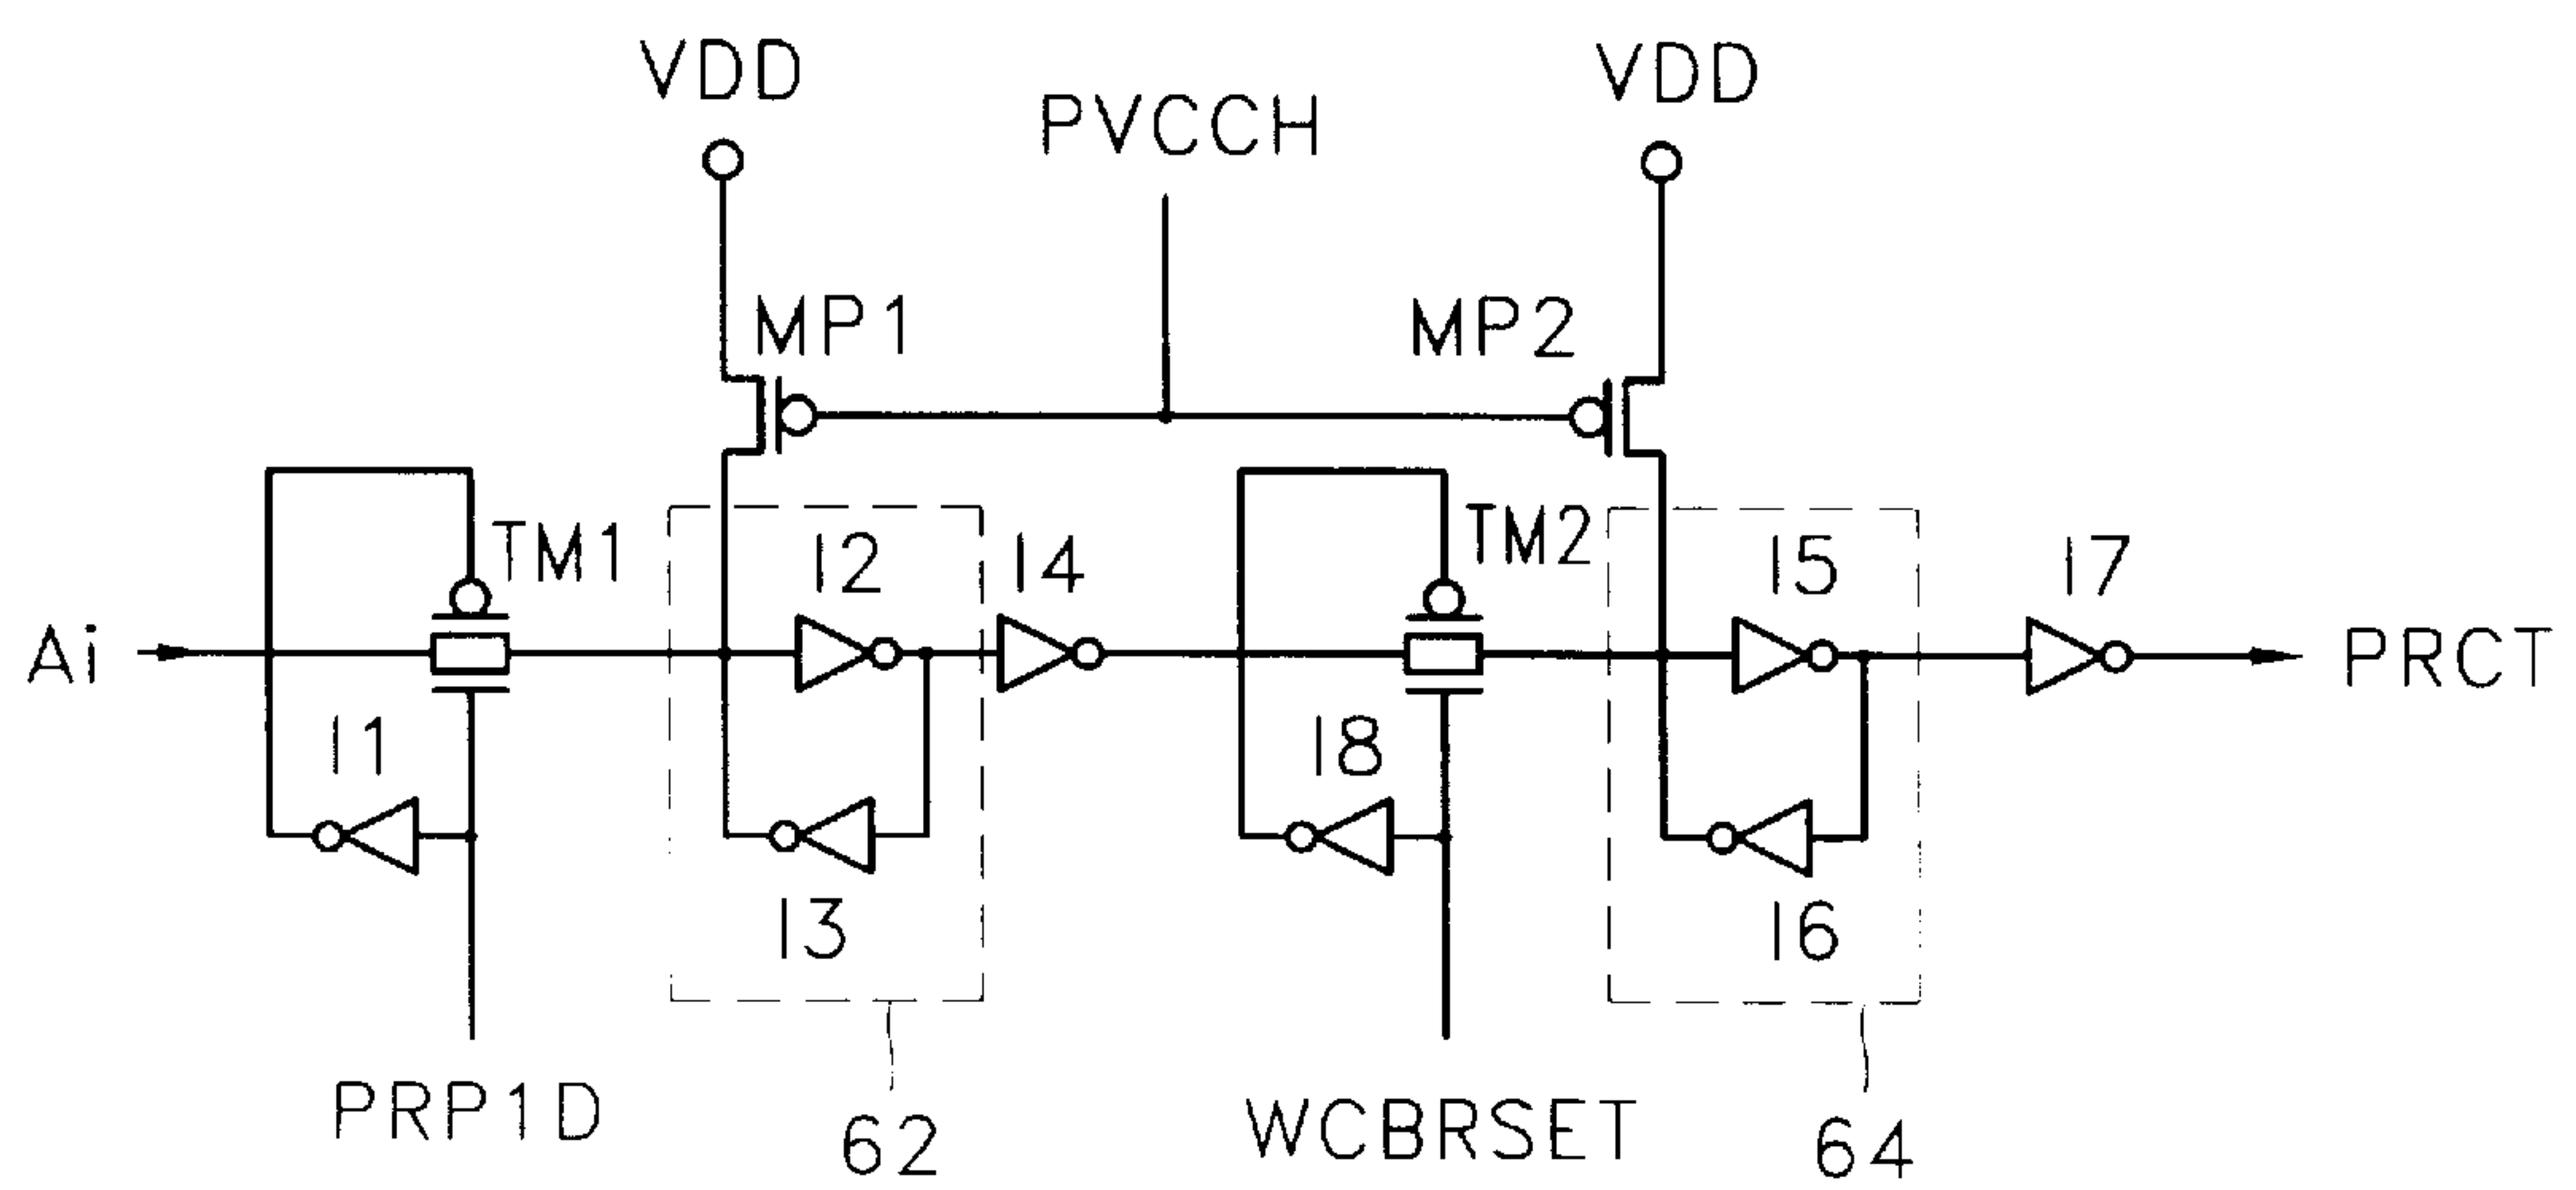 VDD
PVCCH
VDD
MP1
MP2
TM1
I2
I4
TM2
I5
I7
Ai
PRCT
I1
I8
I3
I6
PRP1D
62
WCBRSET
64